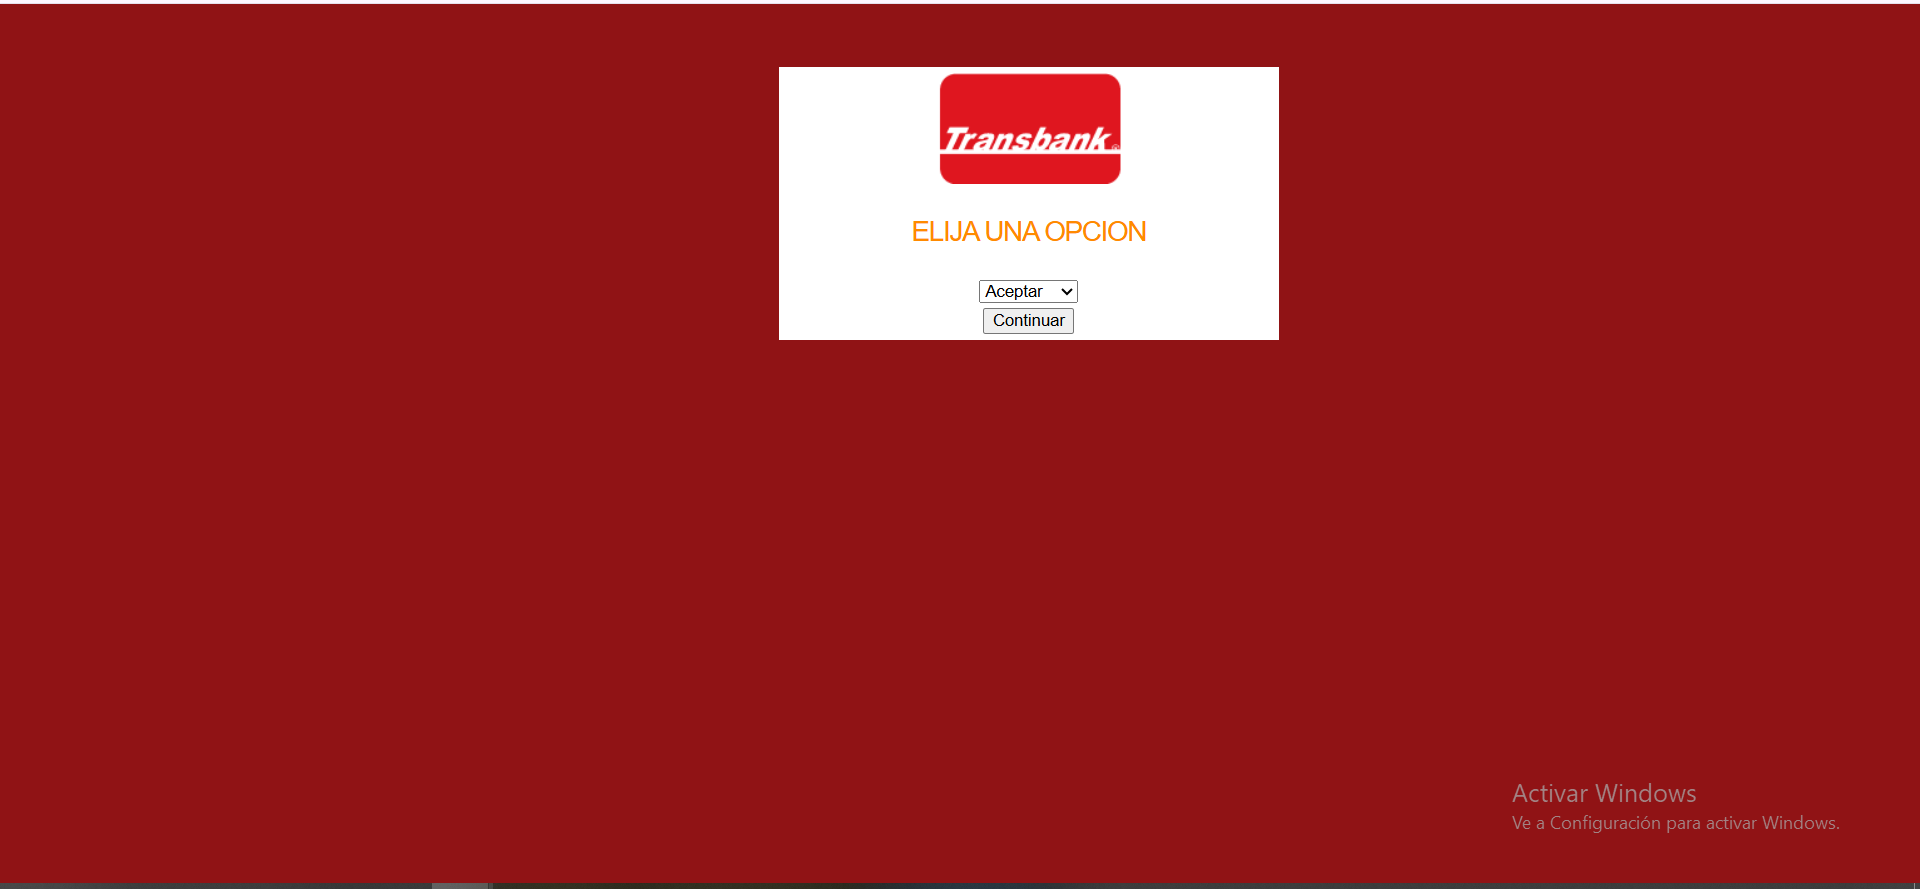 Transbank®
ELIJA UNA OPCION
Aceptar
Continuar
Activar Windows
Ve a Configuración para activar Windows.